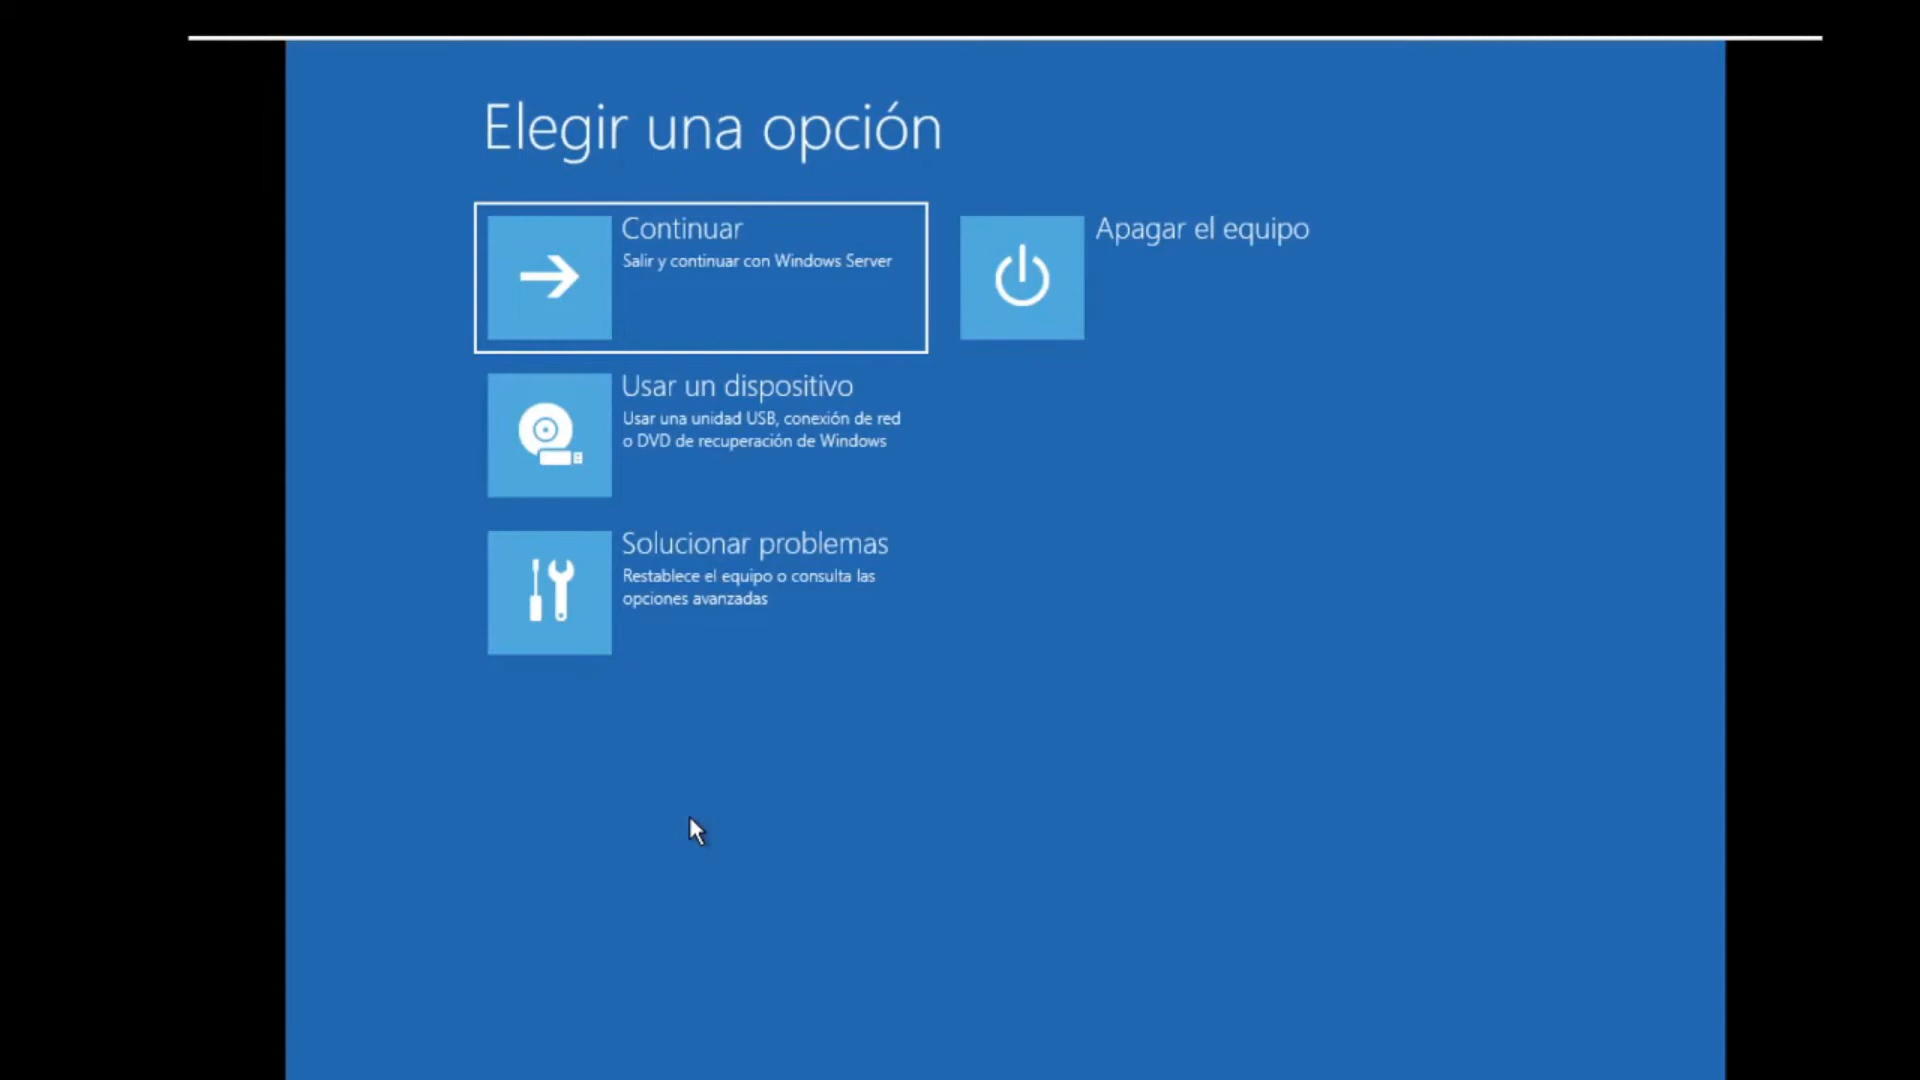 Elegir una opción
Continuar
Salir y continuar con Windows Server
Apagar el equipo
Usar un dispositivo
Usar una unidad USB, conexión de red
o DVD de recuperación de Windows
Solucionar problemas
Restablece el equipo o consulta las
opciones avanzadas